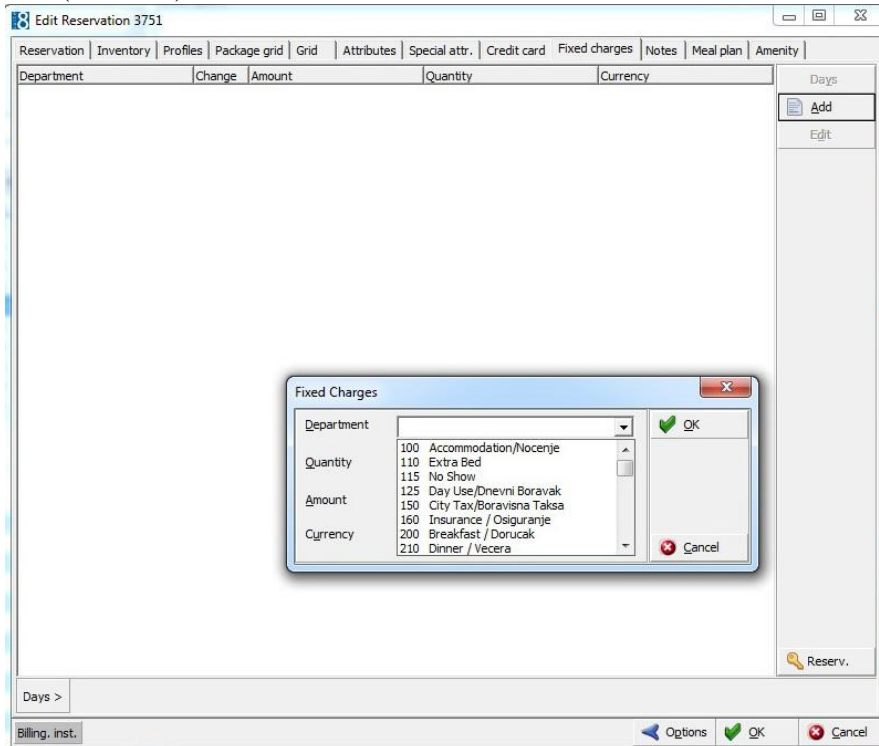 8 Edit Reservation 3751
Reservation Inventory Profiles Package grid Grid Attributes Special attr. Credit card Fixed charges Notes Meal plan Amenity
Department Change Amount Quantity Currency
Days
Add
Edit
Fixed Charges
Department
OK
100 Accommodation/Nocenje
Quantity
110 Extra Bed
115 No Show
125 Day Use/Dnevni Boravak
Amount
150 City Tax/Boravisna Taksa
160 Insurance / Osiguranje
Currency
200 Breakfast / Dorucak
210 Dinner / Vecera
Cancel
Reserv.
Days >
Billing. inst.
Options OK Cancel